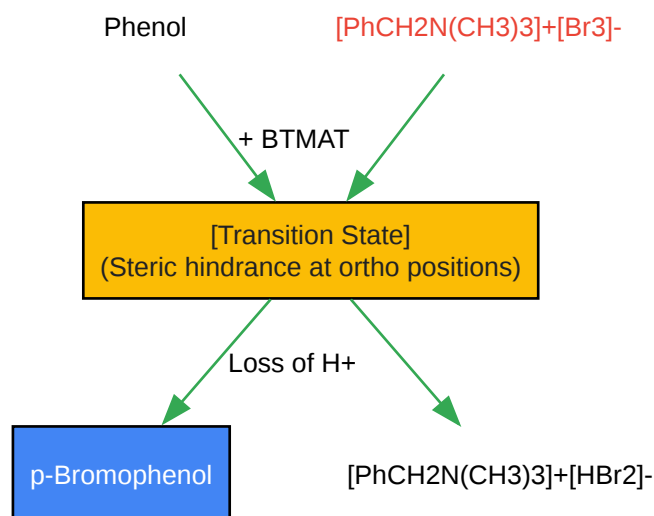 Phenol
[PhCH2N(CH3)3]+[Br3]-
+ BTMAT
[Transition State]
(Steric hindrance at ortho positions)
Loss of H+
p-Bromophenol
[PhCH2N(CH3)3]+[HBr2]-